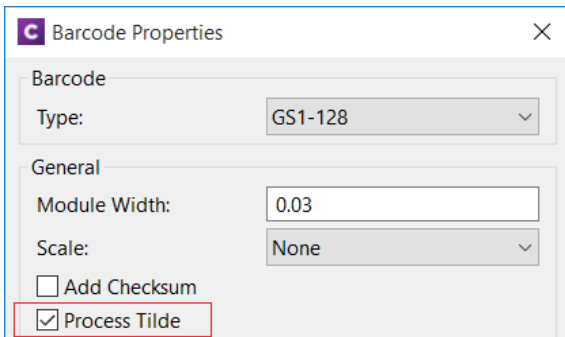 C Barcode Properties
Barcode
Type: GS1-128
General
Module Width: 0.03
Scale: None
Add Checksum
Process Tilde